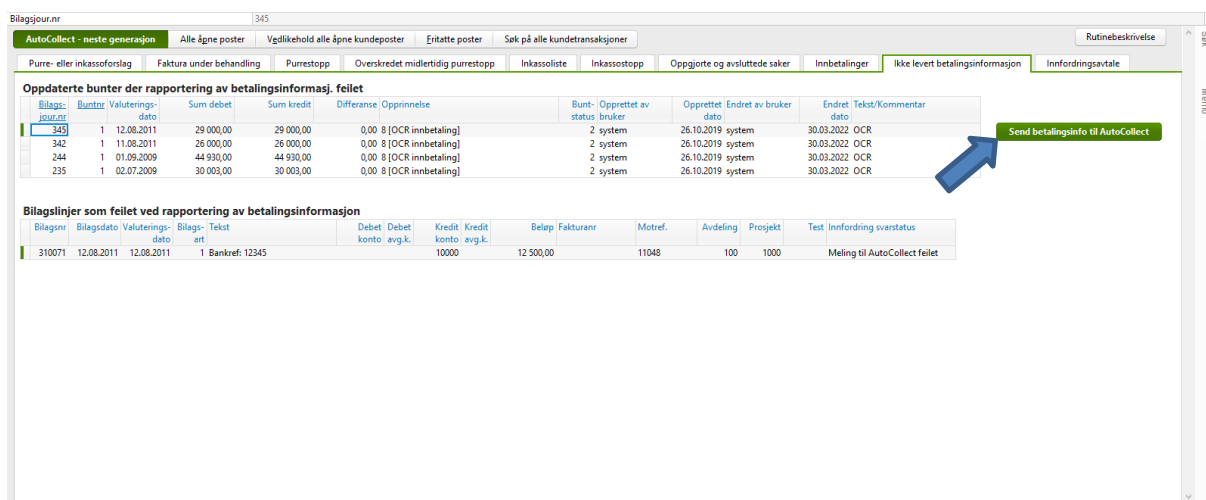 Bilagsjour.nr 345
AutoCollect - neste generasjon Alle åpne poster Vedlikehold alle åpne kundeposter Fritatte poster Søk på alle kundetransaksjoner Rutinebeskrivelse
Purre- eller inkassoforslag Faktura under behandling Purrestopp Overskredet midlertidig purrestopp Inkassoliste Inkassostopp Oppgjorte og avsluttede saker Innbetalinger Ikke levert betalingsinformasjon Innfordringsavtale
Oppdaterte bunter der rapportering av betalingsinformasj. feilet
Bilags- Buntnr Valuterings- Sum debet Sum kredit Differanse Opprinnelse Bunt- Opprettet av Opprettet Endret av bruker Endret Tekst/Kommentar
jour.nr dato status bruker dato dato
345 1 12.08.2011 29 000,00 29 000,00 0,00 8 [OCR innbetaling] 2 system 26.10.2019 system 30.03.2022 OCR
Send betalingsinfo til AutoCollect
342 1 11.08.2011 26 000,00 26 000,00 0,00 8 [OCR innbetaling] 2 system 26.10.2019 system 30.03.2022 OCR
244 1 01.09.2009 44 930,00 44 930,00 0,00 8 [OCR innbetaling] 2 system 26.10.2019 system 30.03.2022 OCR
235 1 02.07.2009 30 003,00 30 003,00 0,00 8 [OCR innbetaling] 2 system 26.10.2019 system 30.03.2022 OCR
Bilagslinjer som feilet ved rapportering av betalingsinformasjon
Bilagsnr Bilagsdato Valuterings- Bilags- Tekst Debet Debet Kredit Kredit Beløp Fakturanr Motref. Avdeling Prosjekt Test Innfordring svarstatus
dato art konto avg.k. konto avg.k.
310071 12.08.2011 12.08.2011 1 Bankref: 12345 10000 12 500,00 11048 100 1000 Meling til AutoCollect feilet
Søk